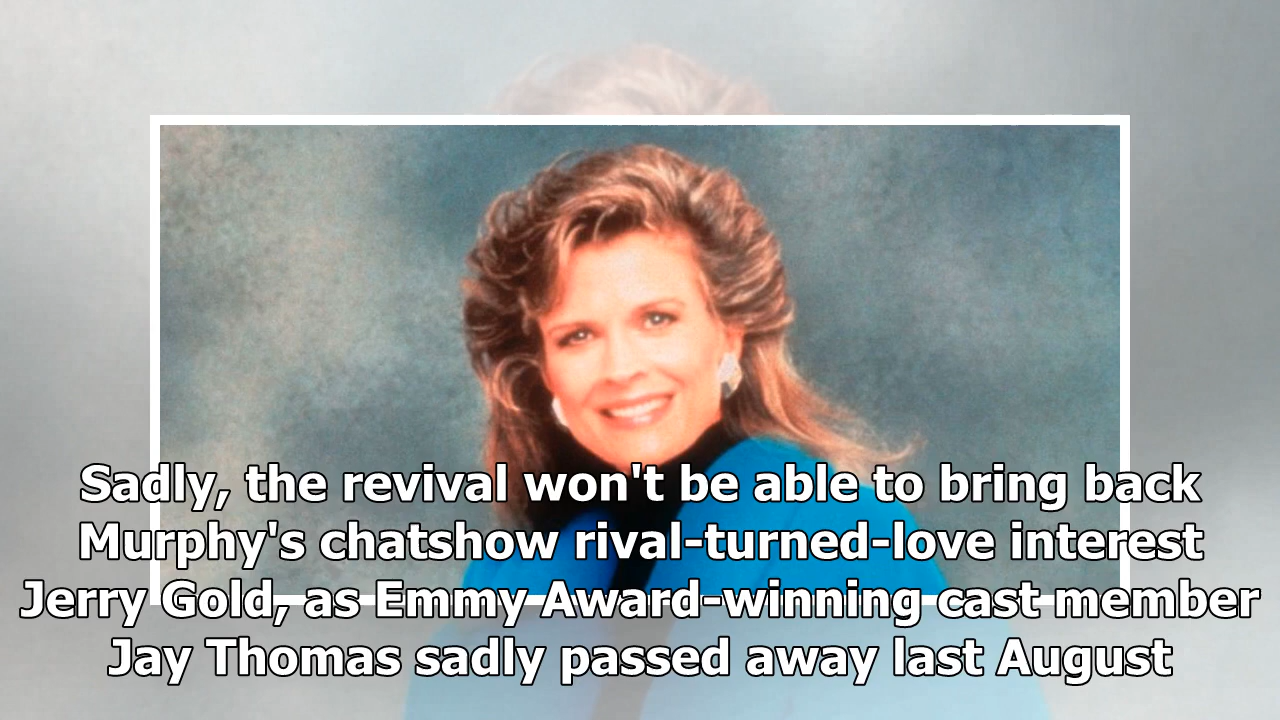 Sadly, the revival won't be able to bring back
Murphy's chatshow rival-turned-love interest
Jerry Gold, as Emmy Award-winning cast member
Jay Thomas sadly passed away last August